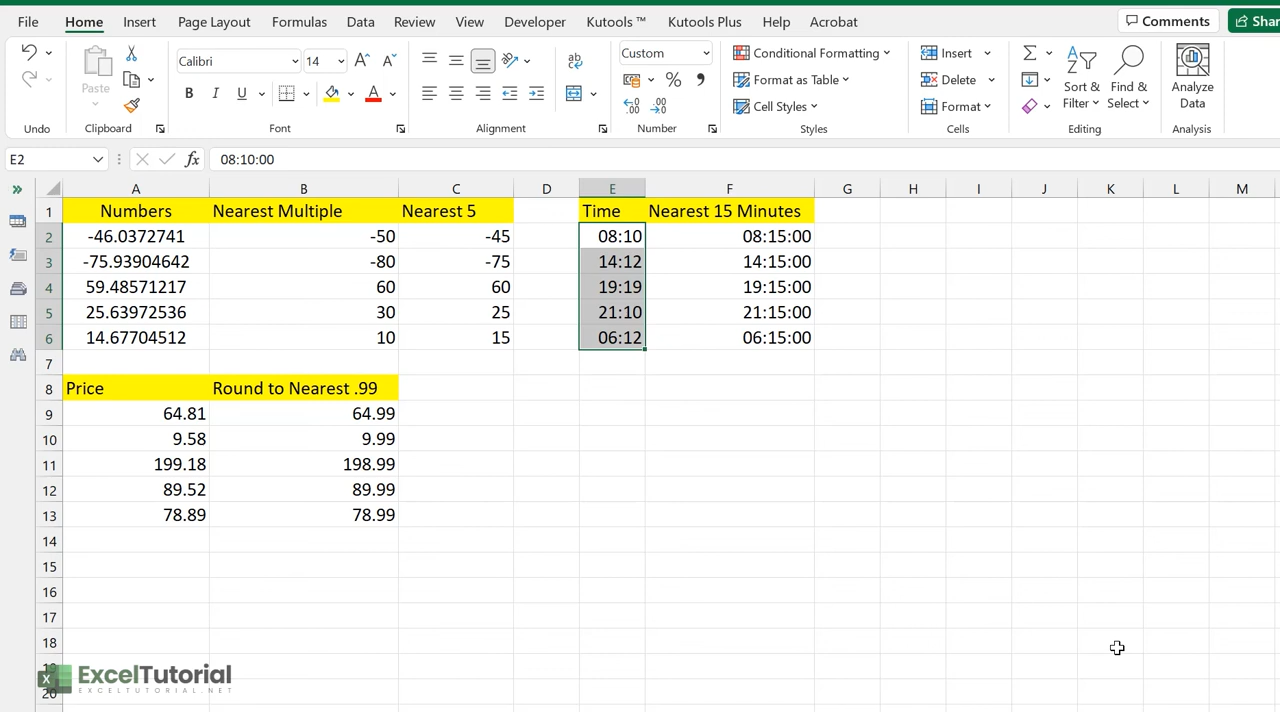 File Home Insert Page Layout Formulas Data Review View Developer Kutools ™ Kutools Plus Help Acrobat Comments Shar
Calibri 14 Custom Conditional Formatting Insert
Paste B I U A Format as Table Delete Sort & Find & Analyze
Cell Styles Format Filter Select Data
Undo Clipboard Font Alignment Number Styles Cells Editing Analysis
E2 fx 08:10:00
A B C D E F G H I J K L M
1 Numbers Nearest Multiple Nearest 5 Time Nearest 15 Minutes
2 -46.0372741 -50 -45 08:10 08:15:00
3 -75.93904642 -80 -75 14:12 14:15:00
4 59.48571217 60 60 19:19 19:15:00
5 25.63972536 30 25 21:10 21:15:00
6 14.67704512 10 15 06:12 06:15:00
7
8 Price Round to Nearest .99
9 64.81 64.99
10 9.58 9.99
11 199.18 198.99
12 89.52 89.99
13 78.89 78.99
14
15
16
17
18
19
ExcelTutorial
EXCELTUTORIAL.NET
20